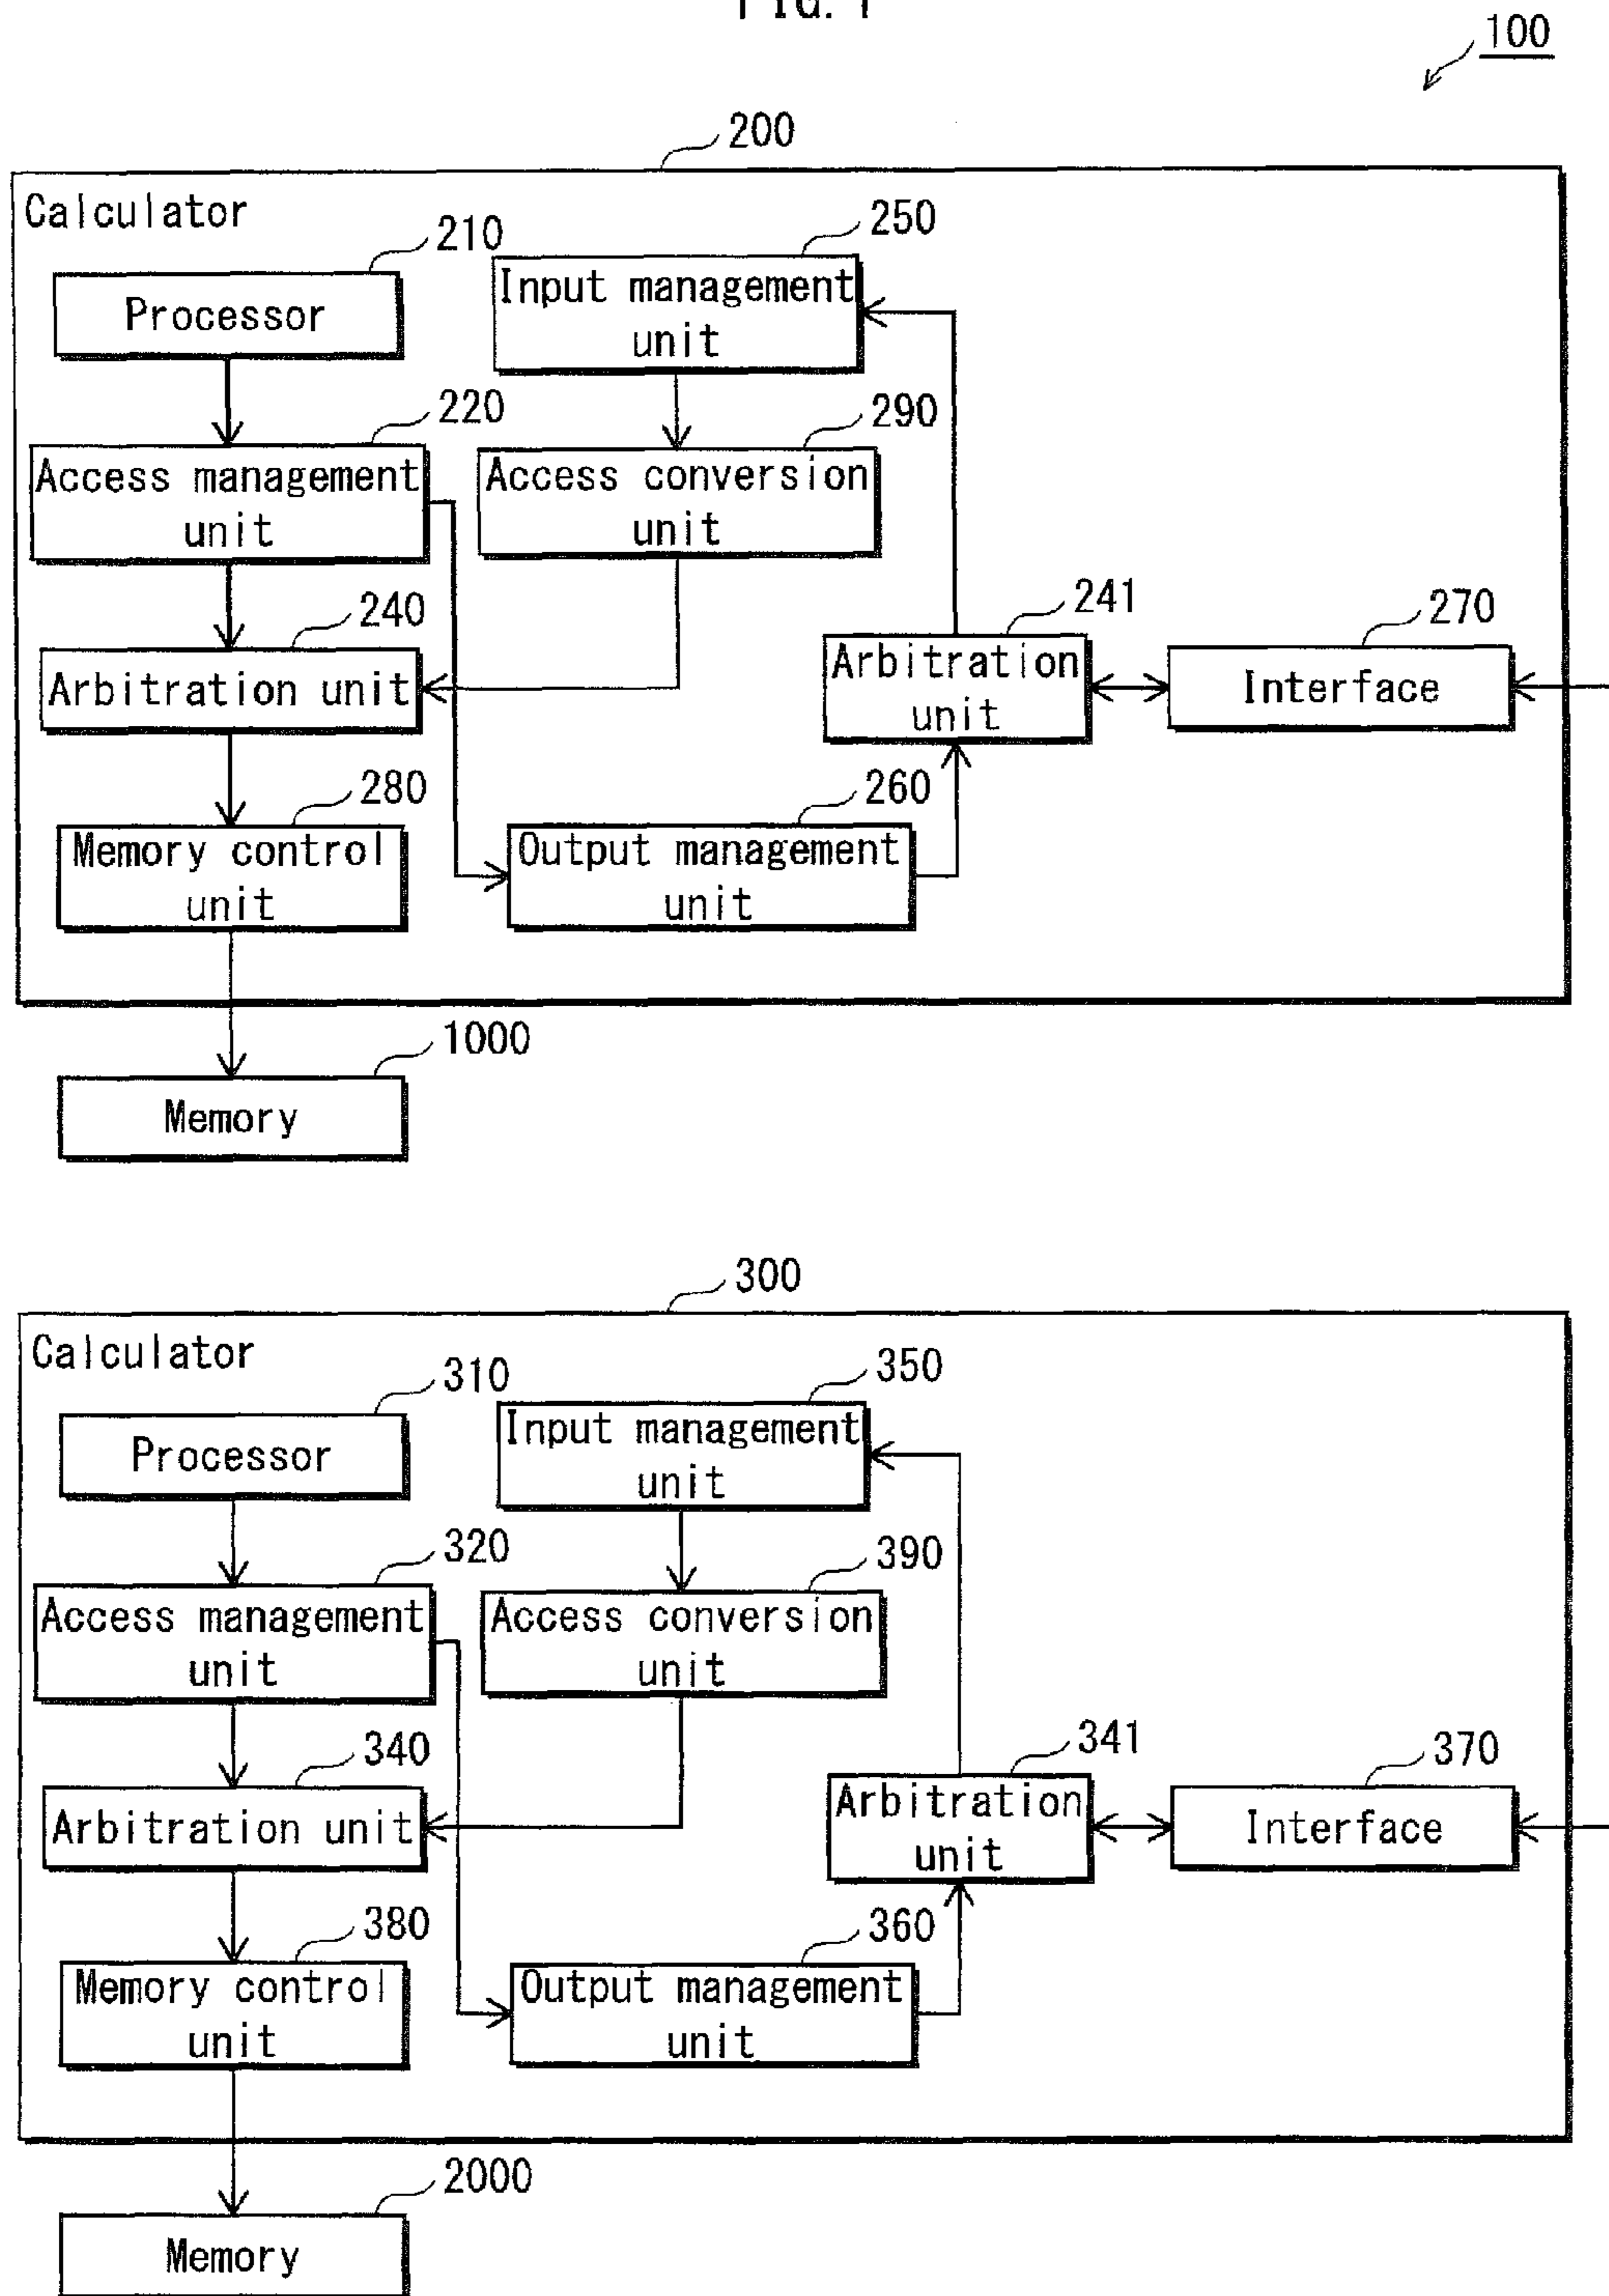 FIG. 1
100
200
Calculator
210
Processor
250
Input management
unit
220
Access management
unit
290
Access conversion
unit
240
Arbitration unit
241
Arbitration
unit
270
Interface
280
Memory control
unit
260
Output management
unit
1000
Memory
300
Calculator
310
Processor
350
Input management
unit
320
Access management
unit
390
Access conversion
unit
340
Arbitration unit
341
Arbitration
unit
370
Interface
380
Memory control
unit
360
Output management
unit
2000
Memory